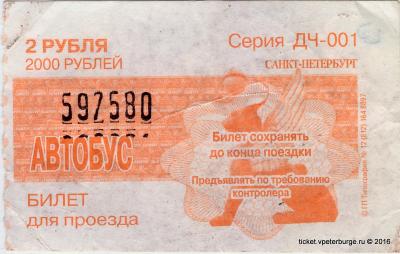 2 РУБЛЯ
2000 РУБЛЕЙ
Серия ДЧ-001
САНКТ-ПЕТЕРБУРГ
597580
АВТОБУС
Билет сохранять
до конца поездки
Предъявлять по требованию
контролера
БИЛЕТ
для проезда
ticket.vpeterburge.ru © 2016